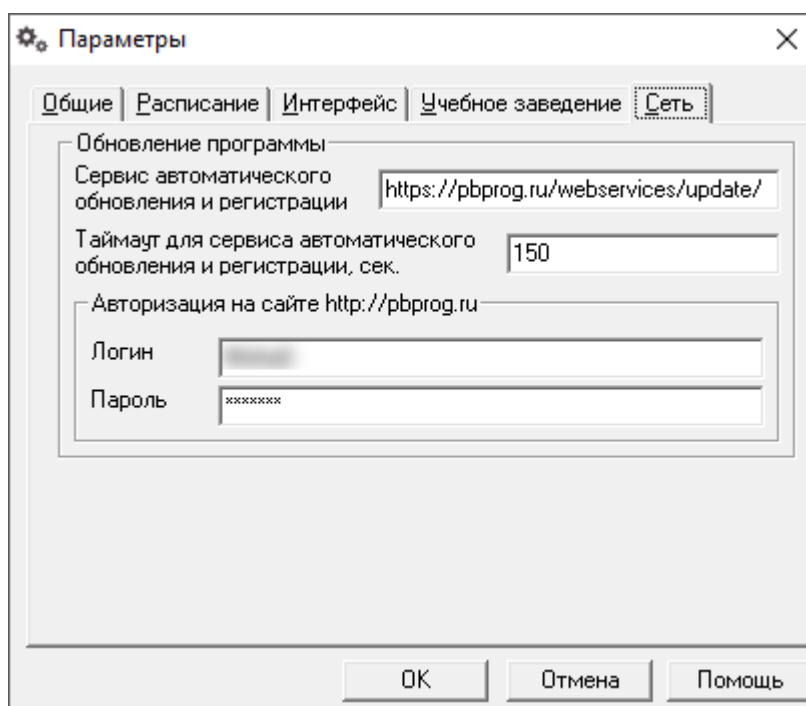 Параметры
Общие Расписание Интерфейс Учебное заведение Сеть
Обновление программы
Сервис автоматического
обновления и регистрации
https://pbprog.ru/webservices/update/
Таймаут для сервиса автоматического
обновления и регистрации, сек.
150
Авторизация на сайте http://pbprog.ru
Логин
Пароль
×××××××
OK Отмена Помощь